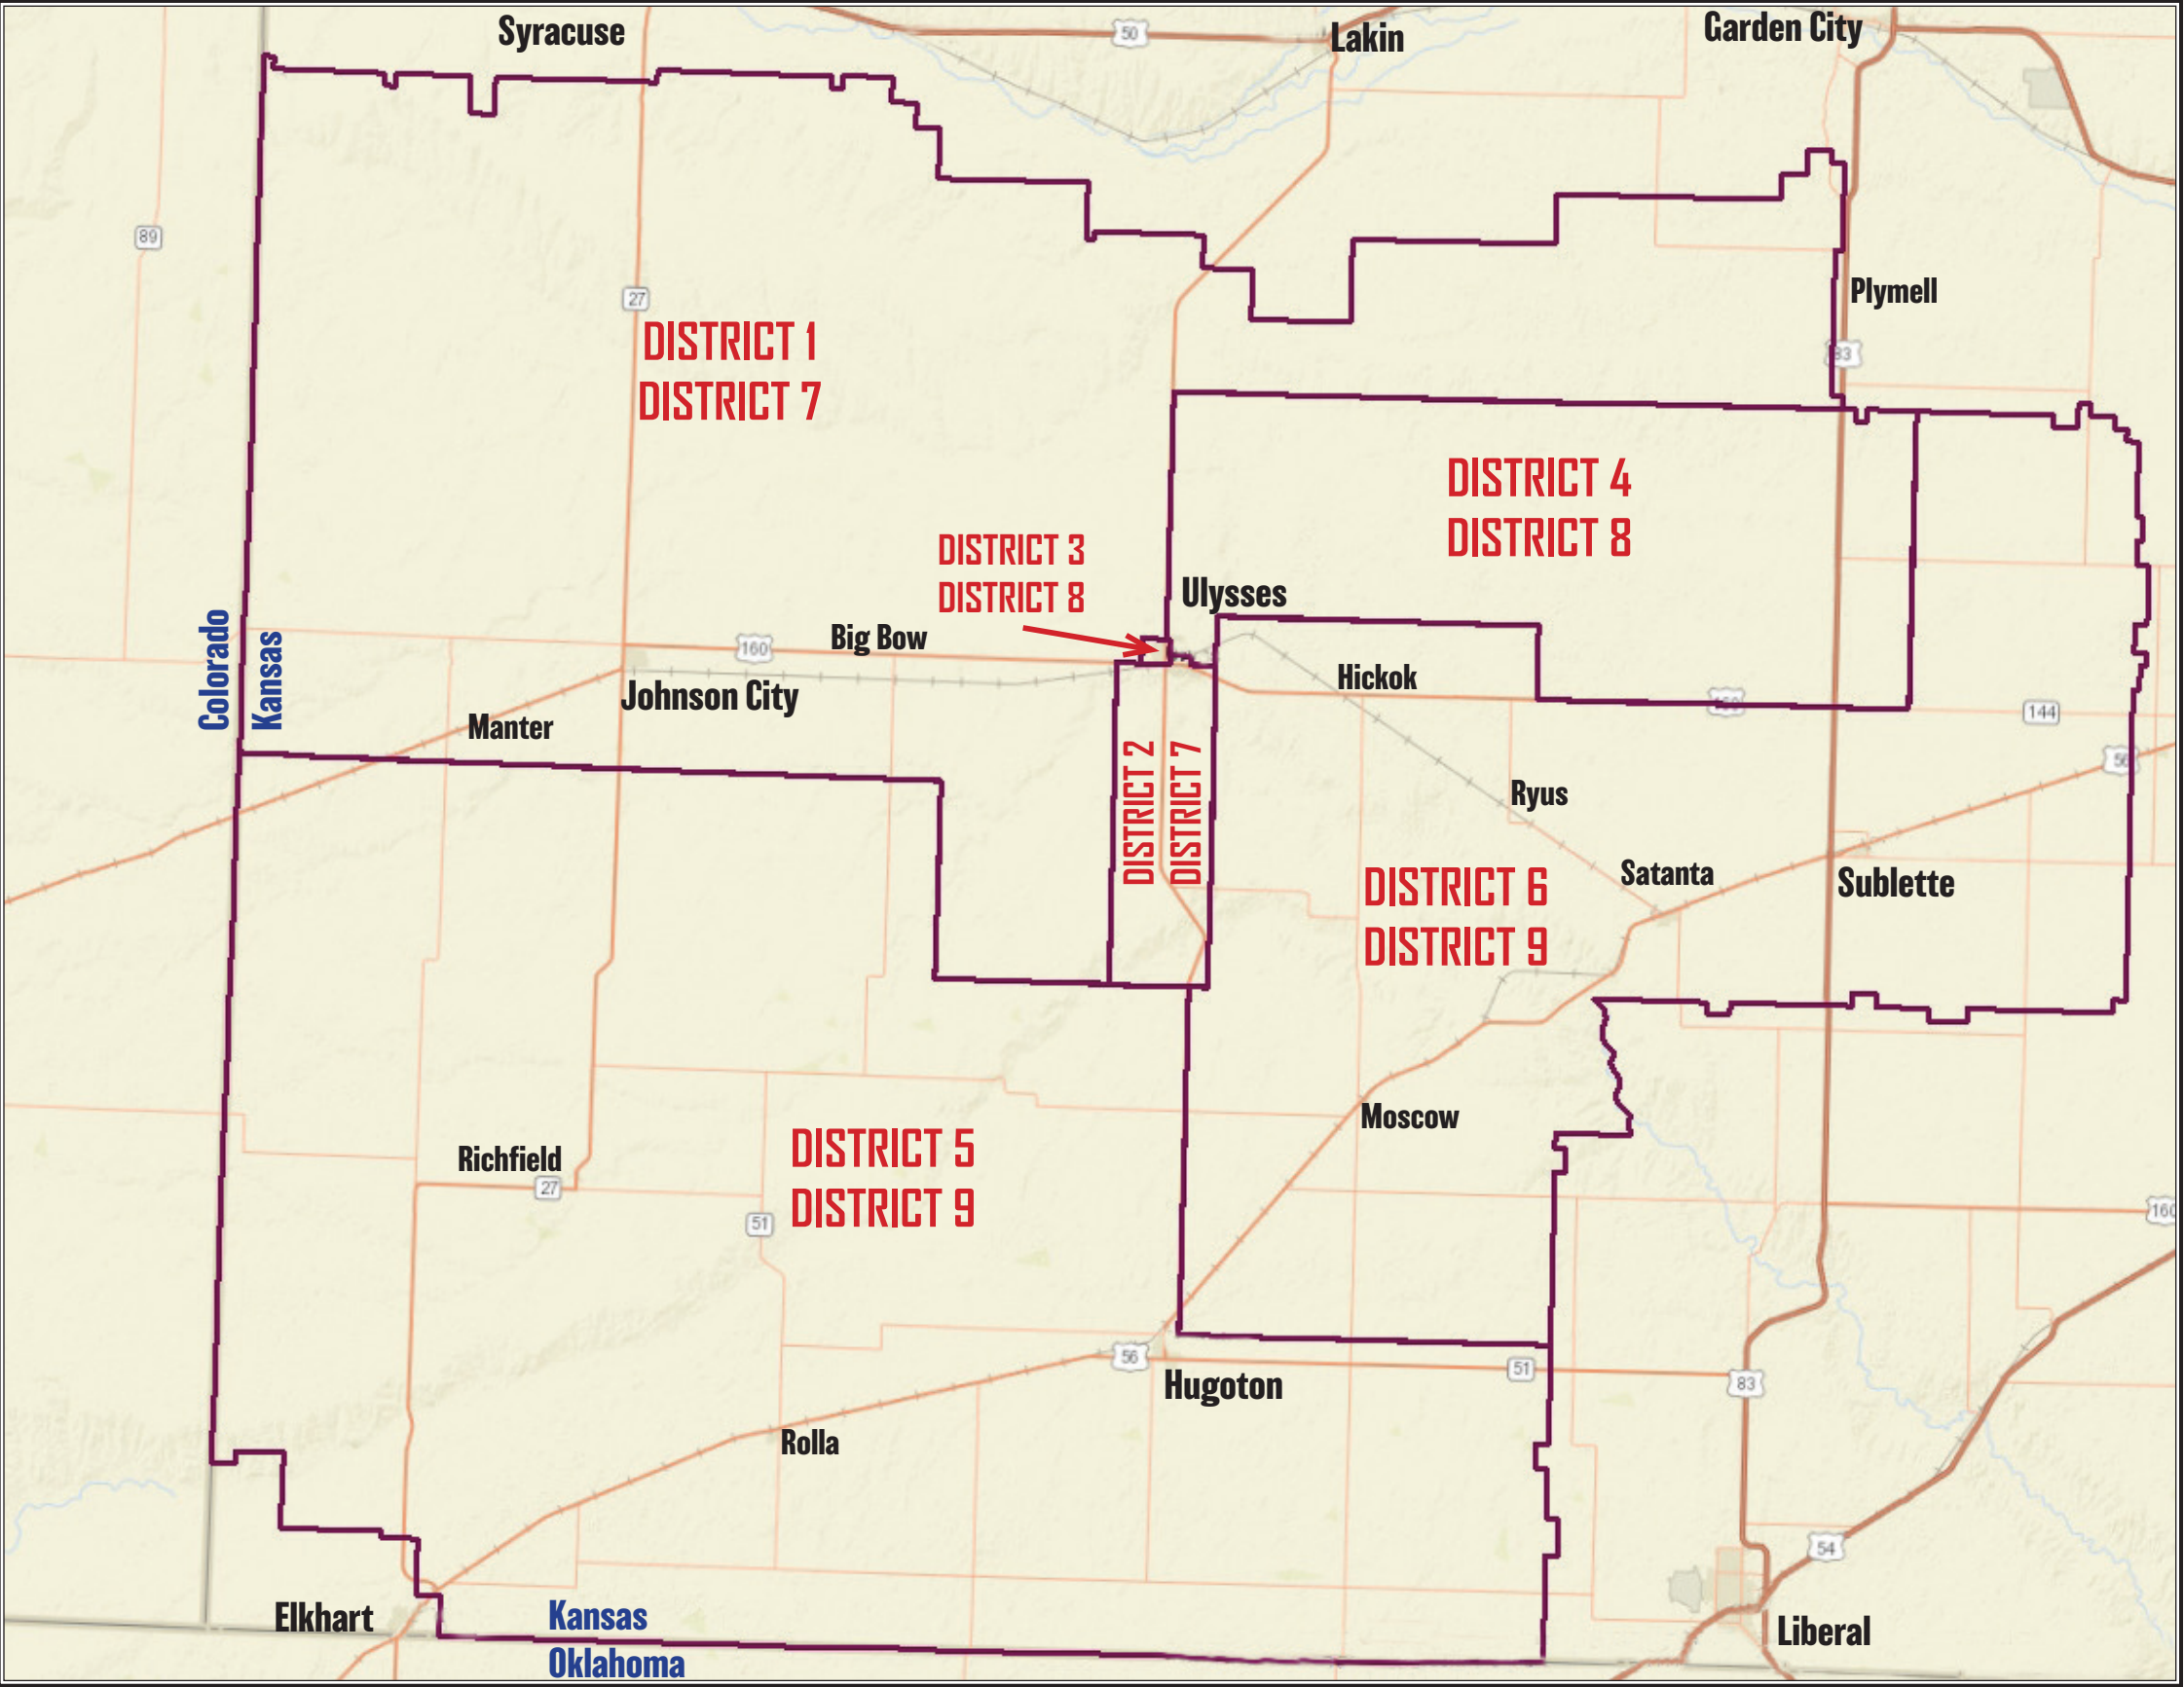 Syracuse
50
Lakin
Garden City
89
27
Plymell
83
DISTRICT 1
DISTRICT 7
DISTRICT 4
DISTRICT 8
DISTRICT 3
DISTRICT 8
Ulysses
Colorado
Kansas
160
Big Bow
Johnson City
Manter
Hickok
144
56
DISTRICT 2
DISTRICT 7
Ryus
DISTRICT 6
DISTRICT 9
Satanta
Sublette
Moscow
Richfield
27
DISTRICT 5
DISTRICT 9
51
160
56
Hugoton
51
83
Rolla
54
Elkhart
Kansas
Oklahoma
Liberal